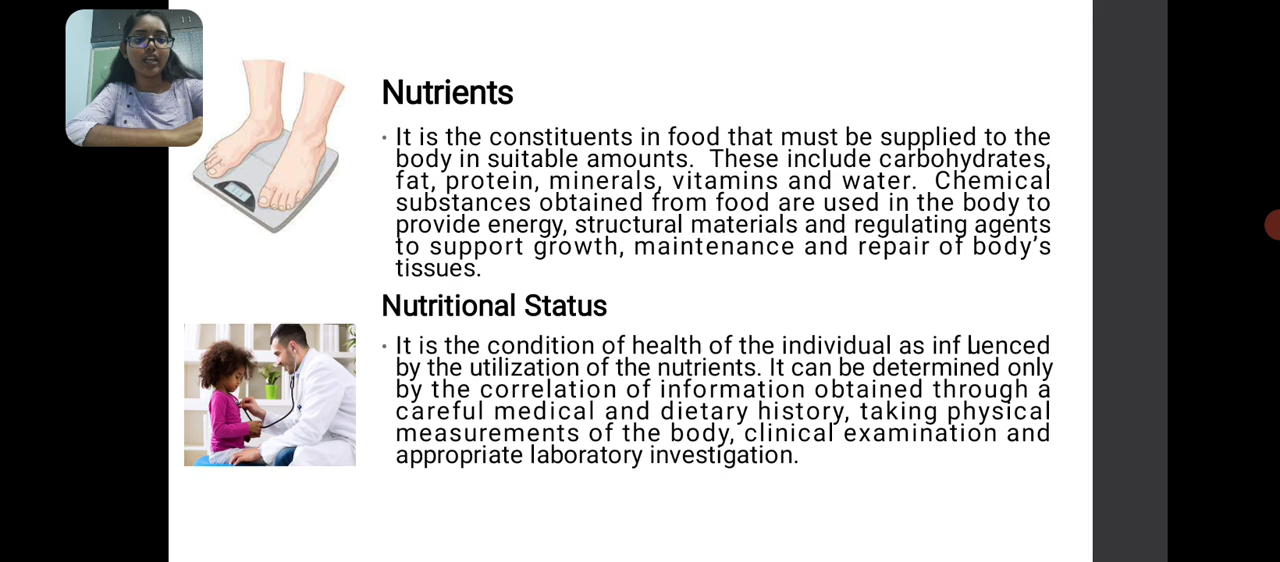 Nutrients
• It is the constituents in food that must be supplied to the
body in suitable amounts. These include carbohydrates,
fat, protein, minerals, vitamins and water. Chemical
substances obtained from food are used in the body to
provide energy, structural materials and regulating agents
to support growth, maintenance and repair of body’s
tissues.
Nutritional Status
• It is the condition of health of the individual as influenced
by the utilization of the nutrients. It can be determined only
by the correlation of information obtained through a
careful medical and dietary history, taking physical
measurements of the body, clinical examination and
appropriate laboratory investigation.